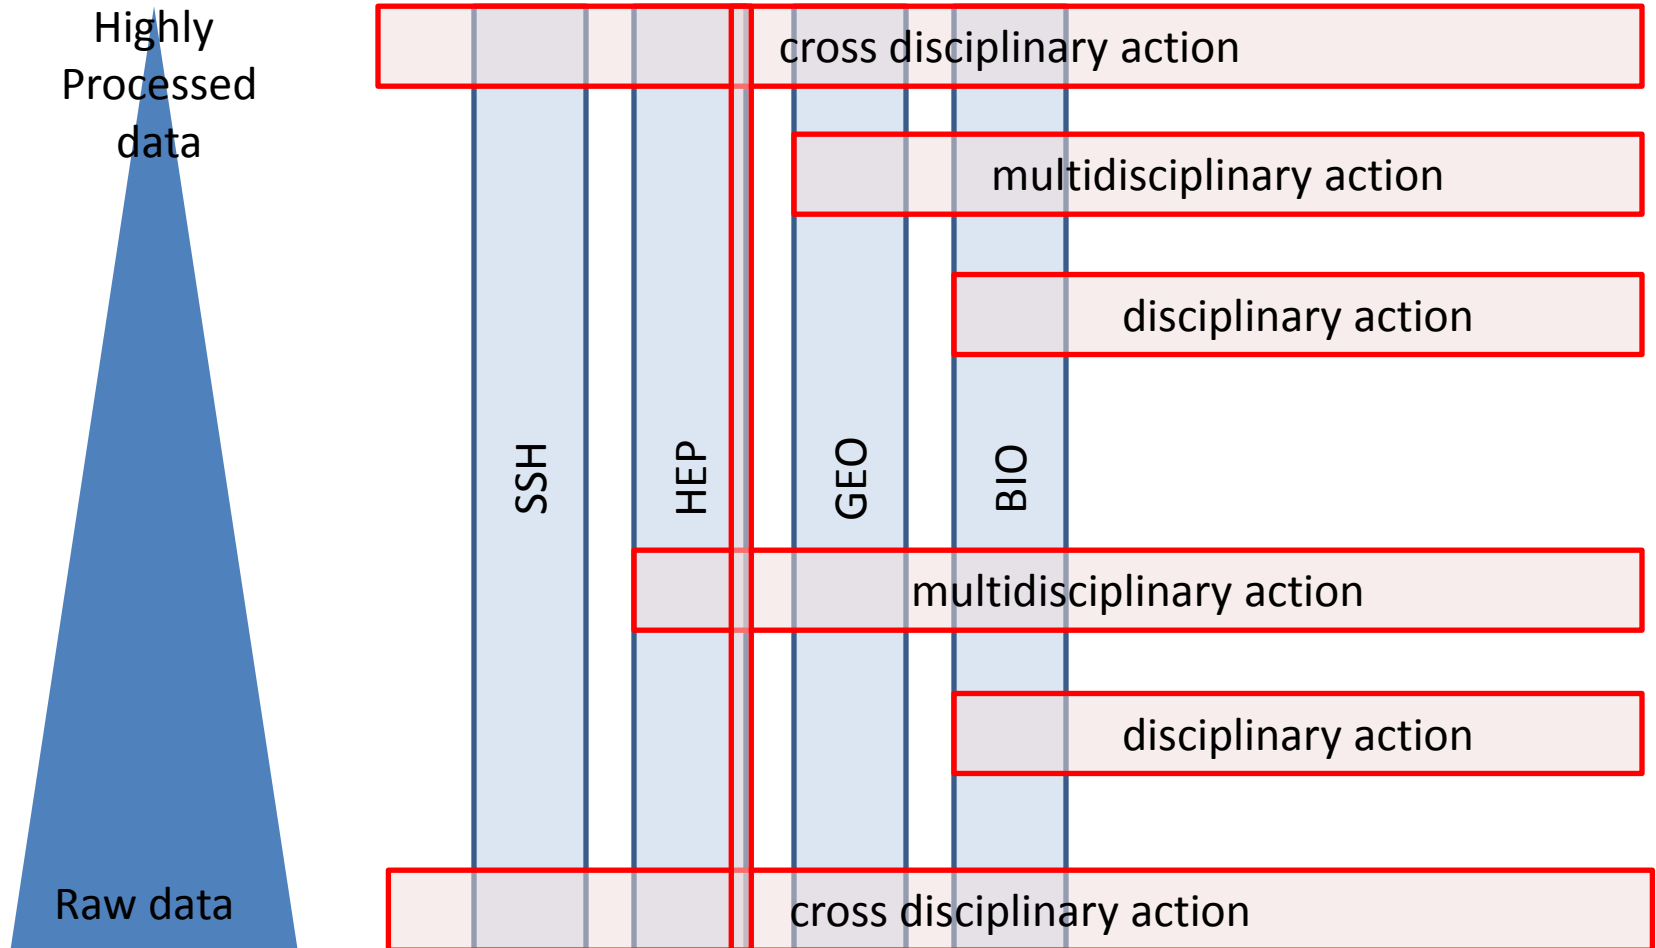 Highly
Processed
data
cross disciplinary action
multidisciplinary action
disciplinary action
SSH
HEP
GEO
BIO
multidisciplinary action
disciplinary action
Raw data
cross disciplinary action